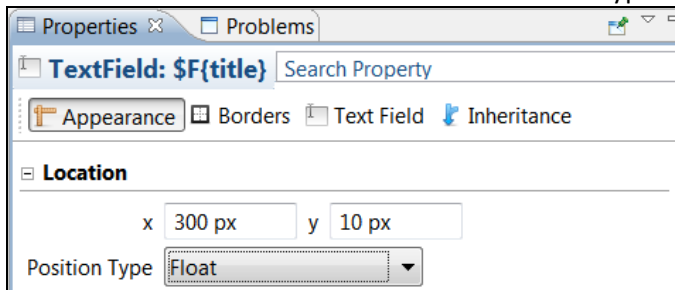 Properties Problems
TextField: $F{title} Search Property
Appearance Borders Text Field Inheritance
Location
x 300 px y 10 px
Position Type Float